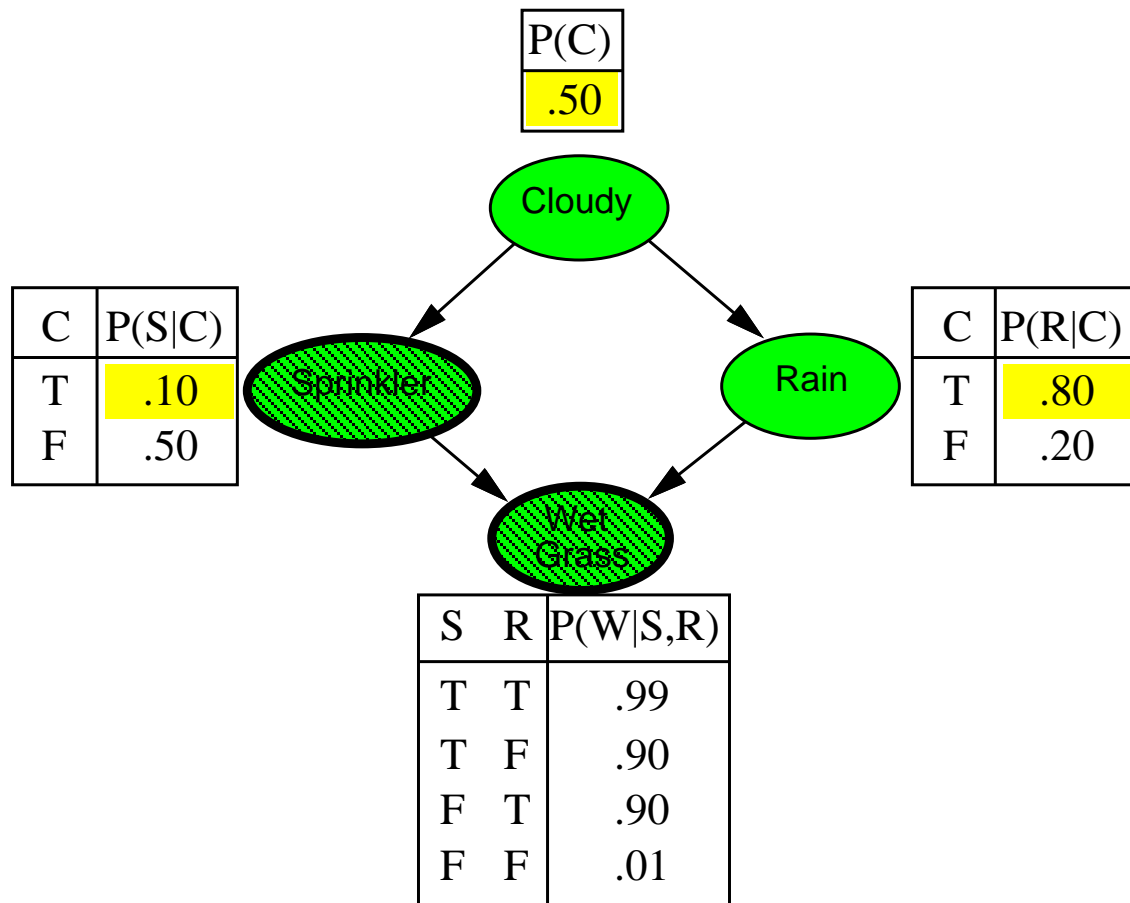 P(C)
.50
Cloudy
C P(S|C)
T .10
F .50
Sprinkler
Rain
C P(R|C)
T .80
F .20
Wet
Grass
S R P(W|S,R)
T T .99
T F .90
F T .90
F F .01